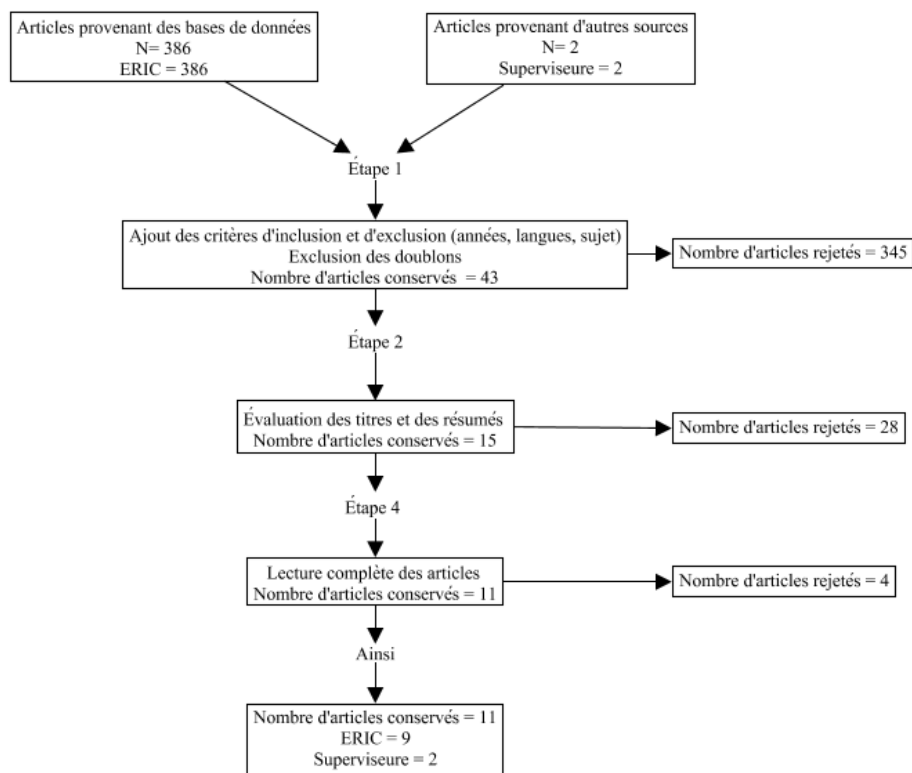 Articles provenant des bases de données
N= 386
ERIC = 386
Articles provenant d'autres sources
N= 2
Superviseure = 2
Étape 1
Ajout des critères d'inclusion et d'exclusion (années, langues, sujet)
Exclusion des doublons
Nombre d'articles conservés = 43
Nombre d'articles rejetés = 345
Étape 2
Évaluation des titres et des résumés
Nombre d'articles conservés = 15
Nombre d'articles rejetés = 28
Étape 4
Lecture complète des articles
Nombre d'articles conservés = 11
Nombre d'articles rejetés = 4
Ainsi
Nombre d'articles conservés = 11
ERIC = 9
Superviseure = 2